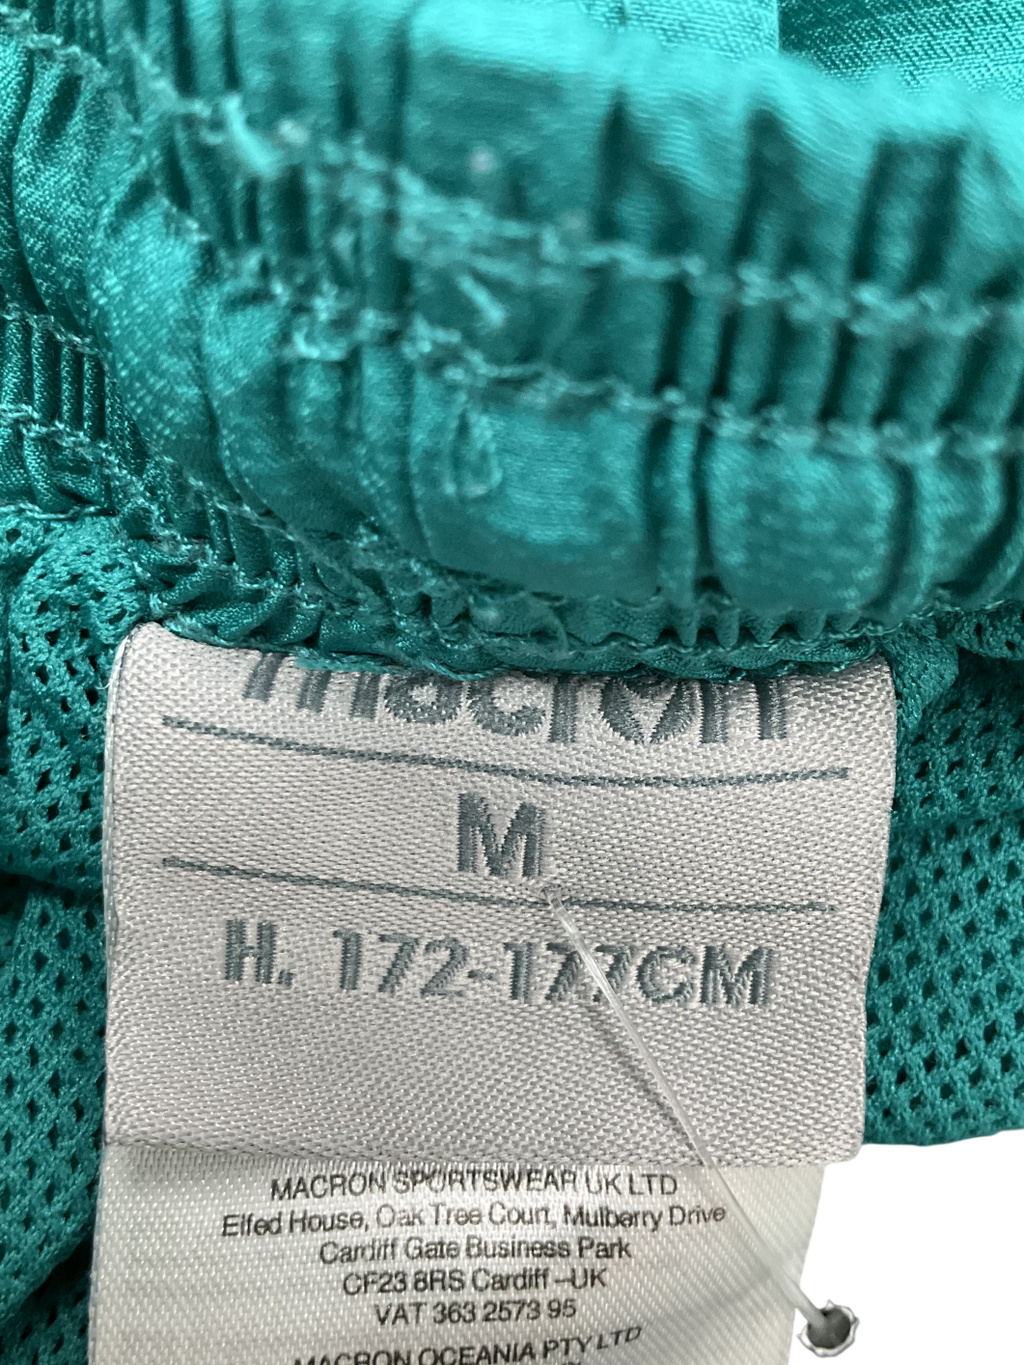 macron
M
H. 172-177CM
MACRON SPORTSWEAR UK LTD
Elfed House, Oak Tree Court, Mulberry Drive
Cardiff Gate Business Park
CF23 8RS Cardiff –UK
VAT 363 2573 95
MACRON OCEANIA PTY LTD